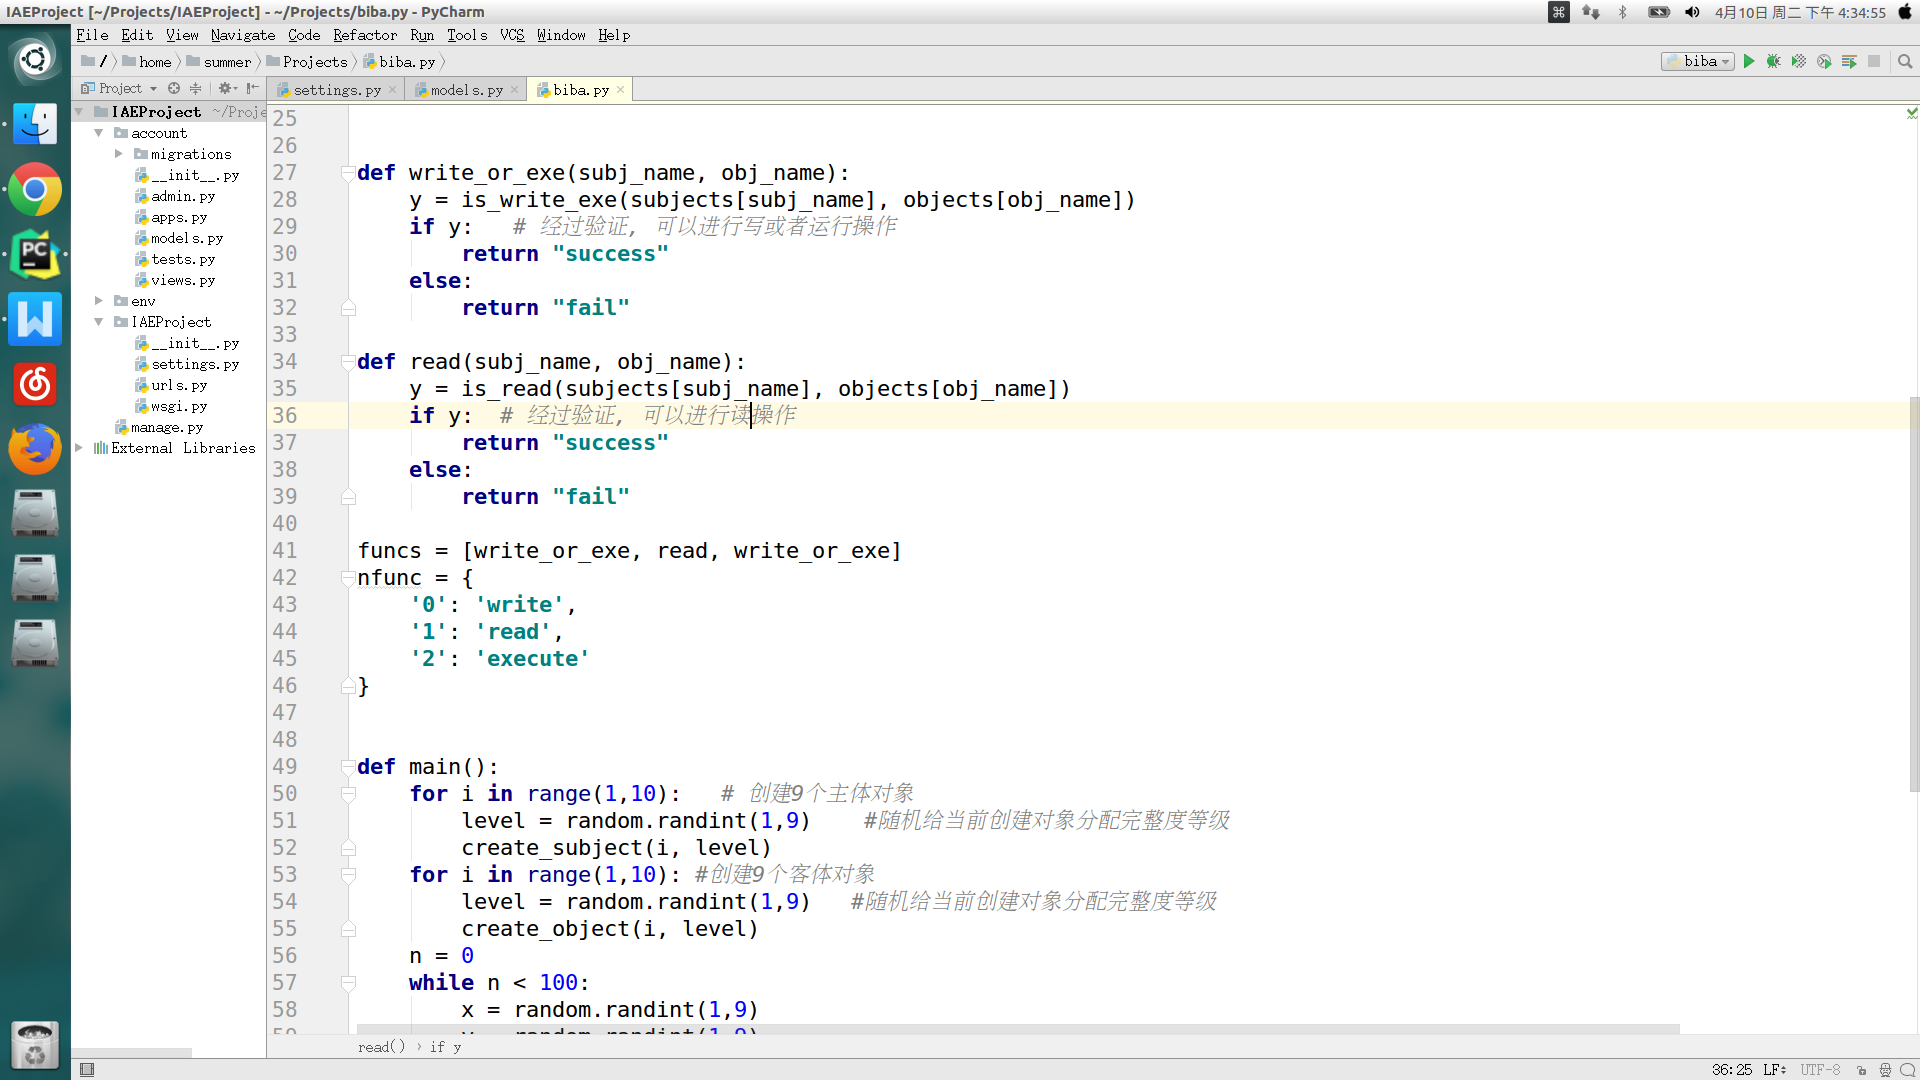 IAEProject [~/Projects/IAEProject] - ~/Projects/biba.py - PyCharm
4月10日 周二 下午 4:34:55
File Edit View Navigate Code Refactor Run Tools VCS Window Help
/ home summer Projects biba.py
biba
Project
settings.py models.py biba.py
IAEProject ~/Proje
account
migrations
__init__.py
admin.py
apps.py
models.py
tests.py
views.py
env
IAEProject
__init__.py
settings.py
urls.py
wsgi.py
manage.py
External Libraries
25
26
27 def write_or_exe(subj_name, obj_name):
28 y = is_write_exe(subjects[subj_name], objects[obj_name])
29 if y: # 经过验证, 可以进行写或者运行操作
30 return "success"
31 else:
32 return "fail"
33
34 def read(subj_name, obj_name):
35 y = is_read(subjects[subj_name], objects[obj_name])
36 if y: # 经过验证, 可以进行读操作
37 return "success"
38 else:
39 return "fail"
40
41 funcs = [write_or_exe, read, write_or_exe]
42 nfunc = {
43 '0': 'write',
44 '1': 'read',
45 '2': 'execute'
46 }
47
48
49 def main():
50 for i in range(1,10): # 创建9个主体对象
51 level = random.randint(1,9) #随机给当前创建对象分配完整度等级
52 create_subject(i, level)
53 for i in range(1,10): #创建9个客体对象
54 level = random.randint(1,9) #随机给当前创建对象分配完整度等级
55 create_object(i, level)
56 n = 0
57 while n < 100:
58 x = random.randint(1,9)
read() › if y
36:25 LF UTF-8